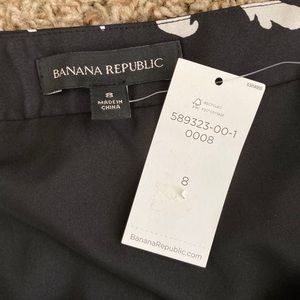 BANANA REPUBLIC
8
MADE IN
CHINA
589323-00-1
0008
8
BananaRepublic.com